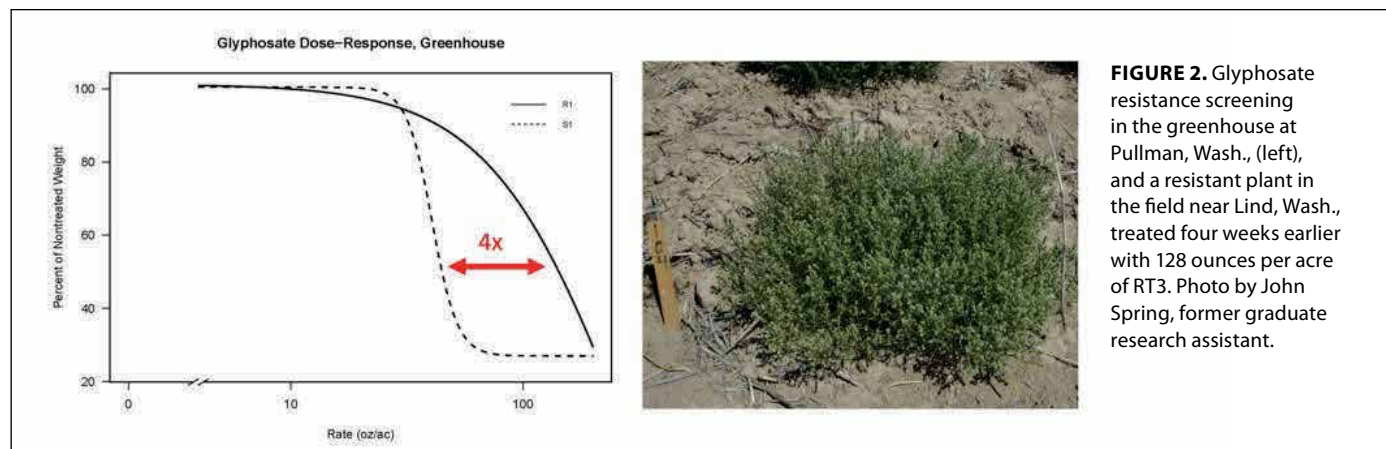 Glyphosate Dose–Response, Greenhouse
Percent of Nontreated Weight
100
80
60
40
20
R1
S1
4x
0
10
100
Rate (oz/ac)
FIGURE 2. Glyphosate
resistance screening
in the greenhouse at
Pullman, Wash., (left),
and a resistant plant in
the field near Lind, Wash.,
treated four weeks earlier
with 128 ounces per acre
of RT3. Photo by John
Spring, former graduate
research assistant.